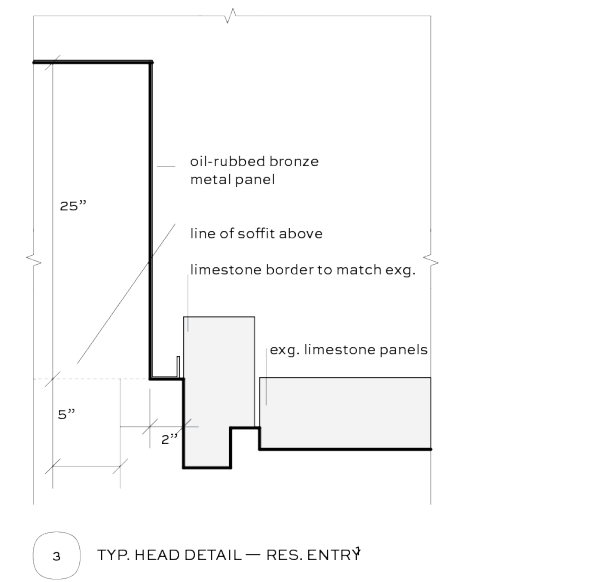 oil-rubbed bronze
metal panel
25”
line of soffit above
limestone border to match exg.
exg. limestone panels
5”
2”
3 TYP. HEAD DETAIL — RES. ENTRY